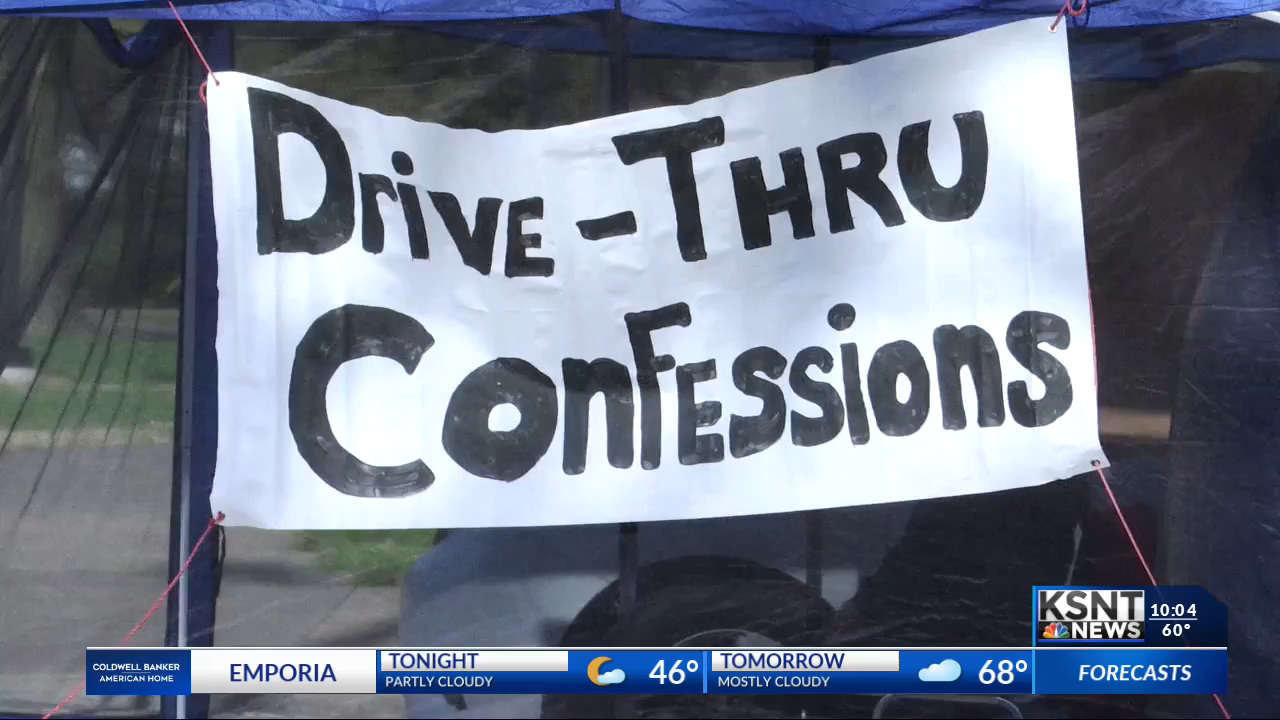 Drive-THRU
ConFEssions
KSNT
NEWS
10:04
60°
COLDWELL BANKER
AMERICAN HOME
EMPORIA
TONIGHT
PARTLY CLOUDY
46°
TOMORROW
MOSTLY CLOUDY
68°
FORECASTS